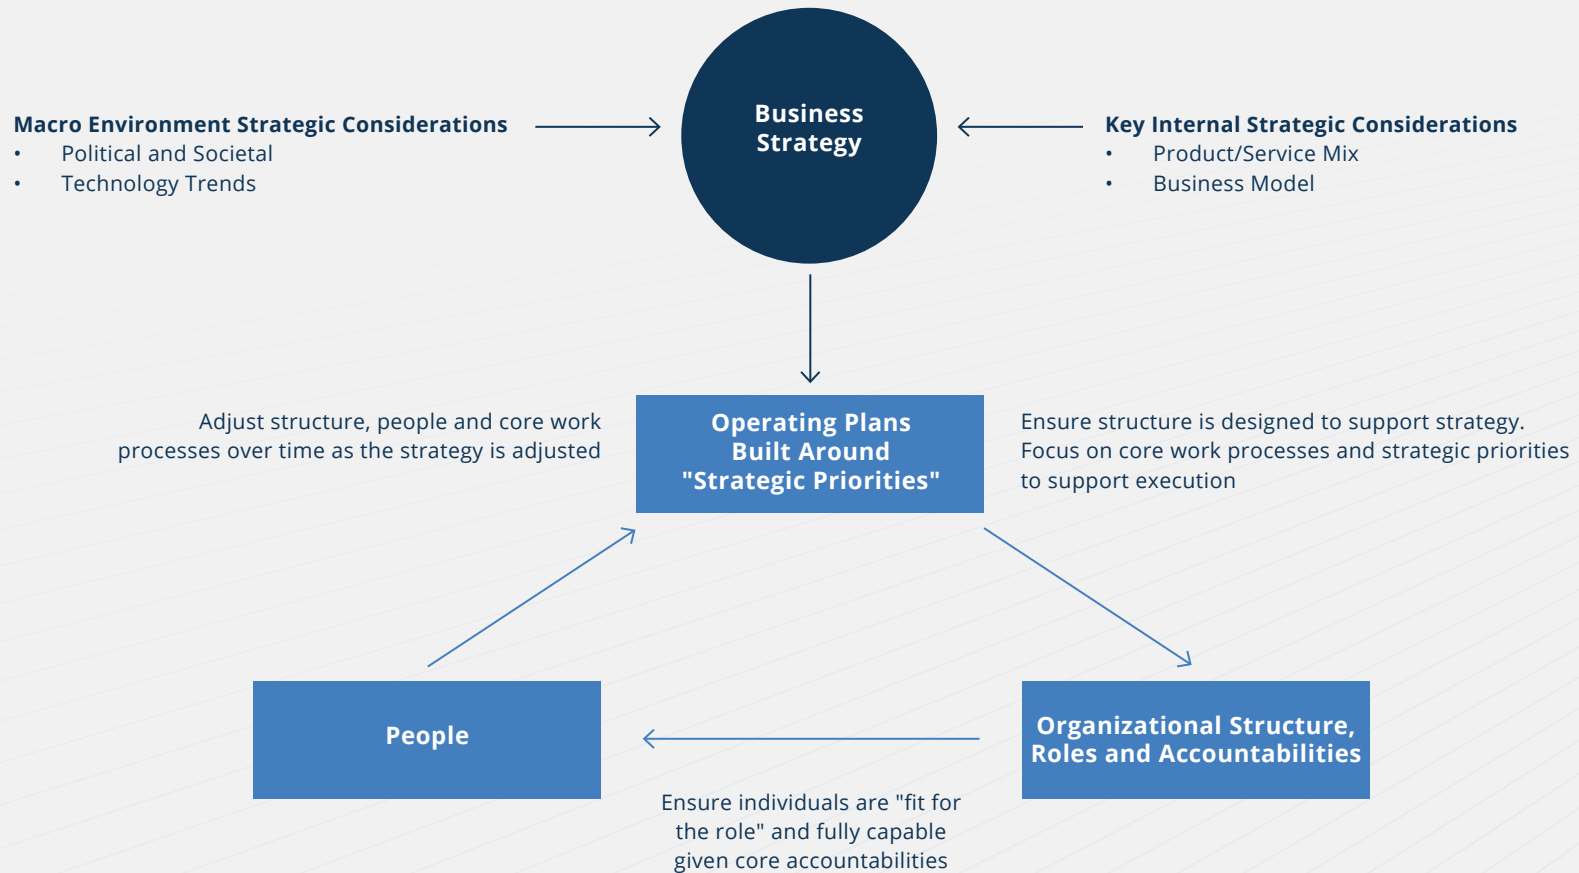 Business
Strategy
Macro Environment Strategic Considerations
• Political and Societal
• Technology Trends
Key Internal Strategic Considerations
• Product/Service Mix
• Business Model
Adjust structure, people and core work
processes over time as the strategy is adjusted
Operating Plans
Built Around
"Strategic Priorities"
Ensure structure is designed to support strategy.
Focus on core work processes and strategic priorities
to support execution
People
Organizational Structure,
Roles and Accountabilities
Ensure individuals are "fit for
the role" and fully capable
given core accountabilities